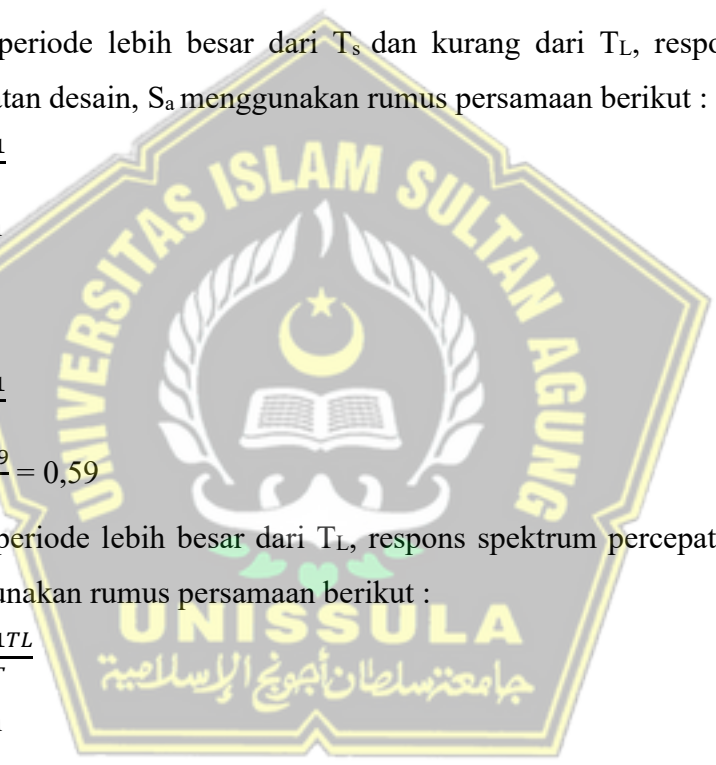 periode lebih besar dari Ts dan kurang dari TL, respo
atan desain, Sa menggunakan rumus persamaan berikut :
1
1
9 = 0,59
periode lebih besar dari TL, respons spektrum percepat
unakan rumus persamaan berikut :
1TL
UNIVERSITAS ISLAM SULTAN AGUNG
UNISSULA
جامعة سلطان أجونج الإسلامية